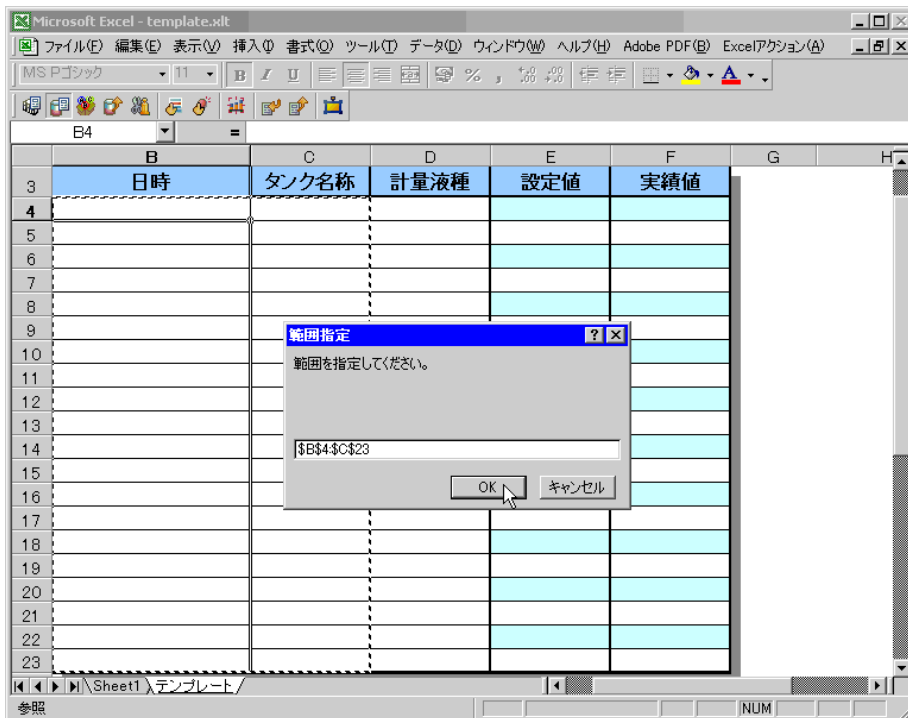 Microsoft Excel - template.xlt
ファイル(F) 編集(E) 表示(V) 挿入(I) 書式(O) ツール(T) データ(D) ウィンドウ(W) ヘルプ(H) Adobe PDF(B) Excelアクション(A)
MS Pゴシック 11 B I U % ,
B4 =
B C D E F G H
3 日時 タンク名称 計量液種 設定値 実績値
4
5
6
7
8
9
範囲指定
10
範囲を指定してください。
11
12
13
14
$B$4:$C$23
15
16
OK キャンセル
17
18
19
20
21
22
23
Sheet1 テンプレート
参照 NUM